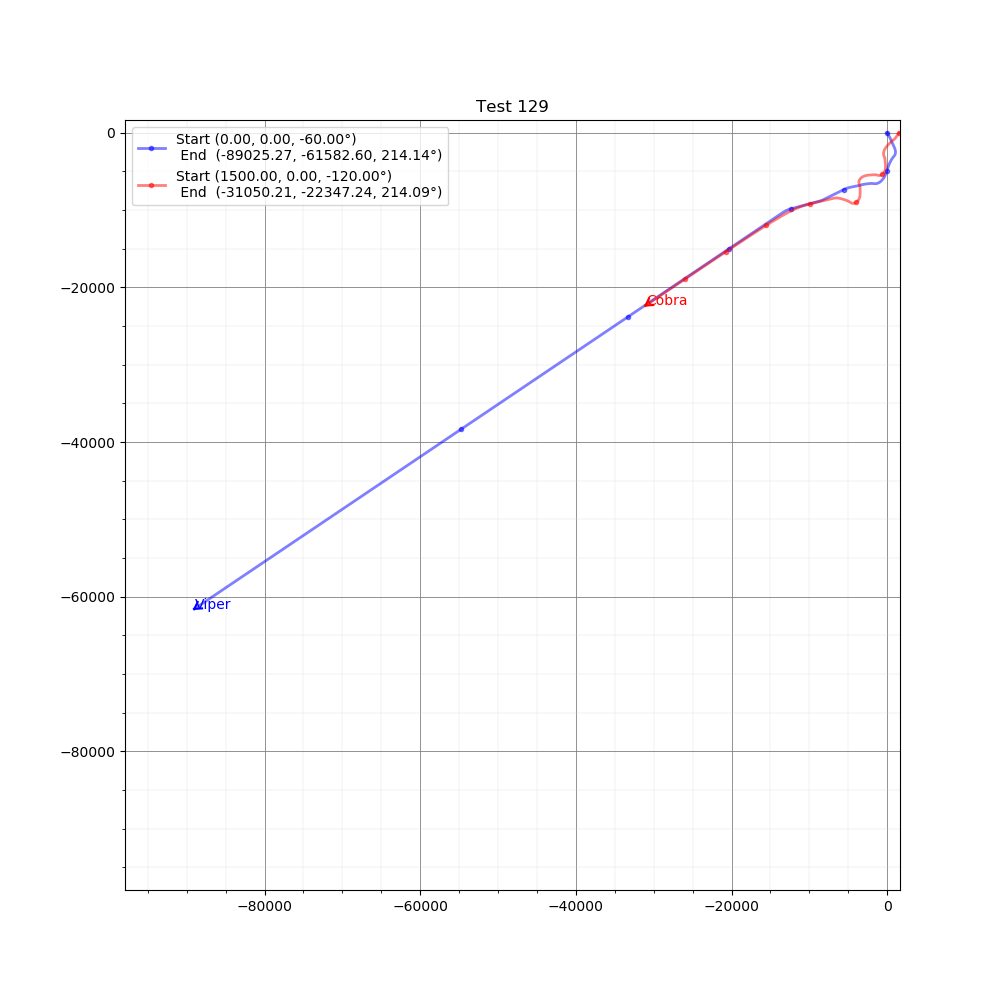 Test 129
Start (0.00, 0.00, -60.00°)
End  (-89025.27, -61582.60, 214.14°)
Start (1500.00, 0.00, -120.00°)
End  (-31050.21, -22347.24, 214.09°)
0
−20000
−40000
−60000
−80000
Cobra
Viper
−80000
−60000
−40000
−20000
0